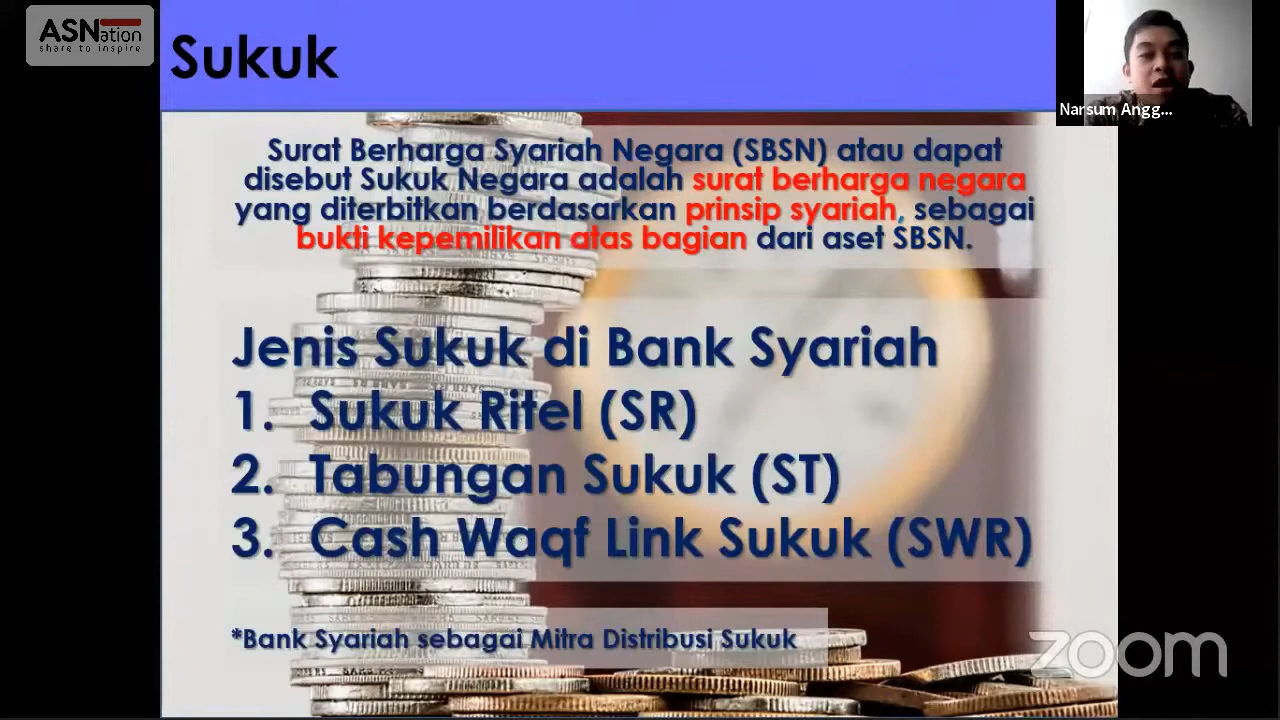 ASNation
share to inspire
Sukuk
Narsum Angg...
Surat Berharga Syariah Negara (SBSN) atau dapat
disebut Sukuk Negara adalah surat berharga negara
yang diterbitkan berdasarkan prinsip syariah, sebagai
bukti kepemilikan atas bagian dari aset SBSN.
Jenis Sukuk di Bank Syariah
1. Sukuk Ritel (SR)
2. Tabungan Sukuk (ST)
3. Cash Waqf Link Sukuk (SWR)
*Bank Syariah sebagai Mitra Distribusi Sukuk
zoom